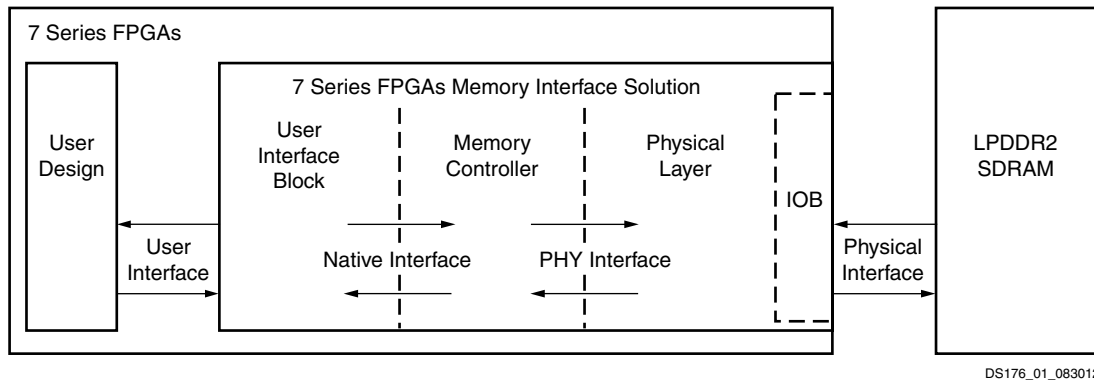 7 Series FPGAs
7 Series FPGAs Memory Interface Solution
User
Design
User
Interface
Block
Memory
Controller
Physical
Layer
IOB
LPDDR2
SDRAM
User
Interface
Native Interface
PHY Interface
Physical
Interface
DS176_01_083012